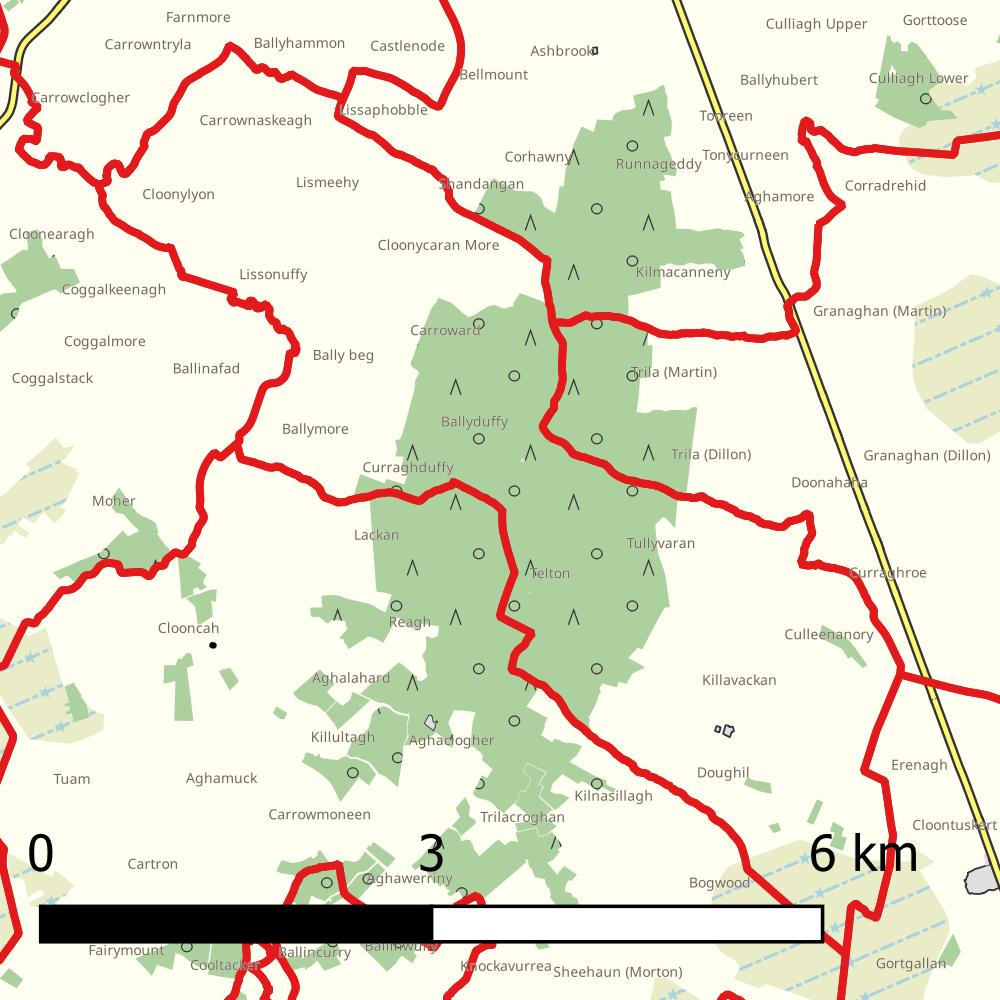 Farnmore
Culliagh Upper
Gorttoose
Carrowntryla
Ballyhammon
Castlenode
Ashbrook
Bellmount
Ballyhubert
Culliagh Lower
Carrowclogher
Lissaphobble
Carrownaskeagh
Tooreen
Corhawny
Runnageddy
Tonycurneen
Lismeehy
Shandangan
Corradrehid
Cloonylyon
Aghamore
Cloonearagh
Cloonycaran More
Lissonuffy
Kilmacanneny
Coggalkeenagh
Granaghan (Martin)
Carroward
Coggalmore
Bally beg
Ballinafad
Trila (Martin)
Coggalstack
Ballyduffy
Ballymore
Trila (Dillon)
Granaghan (Dillon)
Curraghduffy
Doonahaha
Moher
Lackan
Tullyvaran
Telton
Curraghroe
Reagh
Clooncah
Culleenanory
Aghalahard
Killavackan
Killultagh
Aghaclogher
Erenagh
Tuam
Aghamuck
Doughil
Kilnasillagh
Carrowmoneen
Trilacroghan
Cloontuskert
0 3 6 km
Cartron
Aghawerriny
Bogwood
Fairymount
Ballincurry
Cooltacker
Knockavurrea
Sheehaun (Morton)
Gortgallan